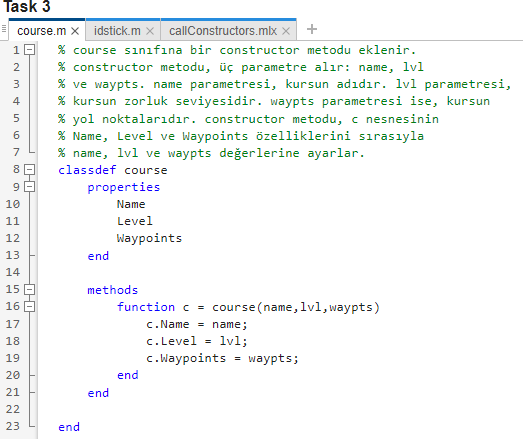 Task 3
course.m × idstick.m × callConstructors.mlx × +
1 % course sınıfına bir constructor metodu eklenir.
2 % constructor metodu, üç parametre alır: name, lvl
3 % ve waypts. name parametresi, kursun adıdır. lvl parametresi,
4 % kursun zorluk seviyesidir. waypts parametresi ise, kursun
5 % yol noktalarıdır. constructor metodu, c nesnesinin
6 % Name, Level ve Waypoints özelliklerini sırasıyla
7 % name, lvl ve waypts değerlerine ayarlar.
8 classdef course
9 properties
10 Name
11 Level
12 Waypoints
13 end
14
15 methods
16 function c = course(name,lvl,waypts)
17 c.Name = name;
18 c.Level = lvl;
19 c.Waypoints = waypts;
20 end
21 end
22
23 end